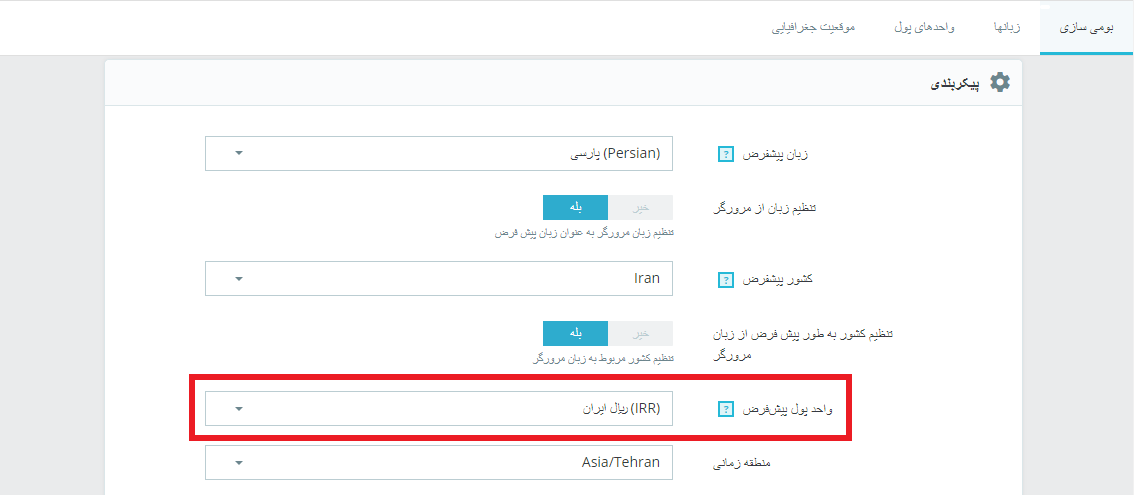 بومی سازی
زبانها
واحدهای پول
موقعیت جغرافیایی
پیکربندی
زبان پیشفرض
?
پارسی (Persian)
تنظیم زبان از مرورگر
خیر
بله
تنظیم زبان مرورگر به عنوان زبان پیش فرض
کشور پیشفرض
?
Iran
تنظیم کشور به طور پیش فرض از زبان
مرورگر
خیر
بله
تنظیم کشور مربوط به زبان مرورگر
واحد پول پیش‌فرض
?
ریال ایران (IRR)
منطقه زمانی
Asia/Tehran